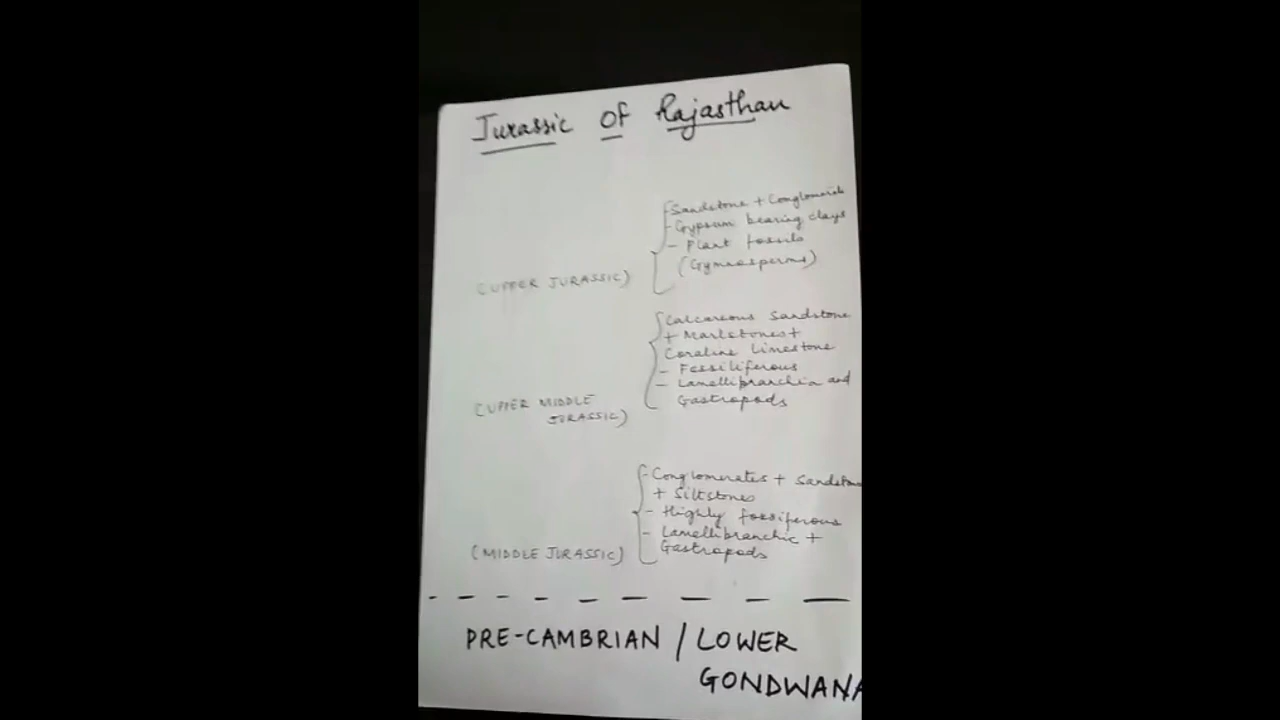 Jurassic of Rajasthan
- Sandstone + Conglomerate
- Gypsum bearing clays
- Plant fossils
(Gymnosperms)
(UPPER JURASSIC)
Calcareous Sandstone
+ Marlstones +
Coraline Limestone
- Fossiliferous
- Lamellibranchia and
Gastropods
(UPPER MIDDLE
JURASSIC)
- Conglomerates + Sandstone
+ Siltstones
- Highly fossiferous
- Lamellibranchic +
Gastropods
(MIDDLE JURASSIC)
PRE-CAMBRIAN / LOWER
GONDWANA